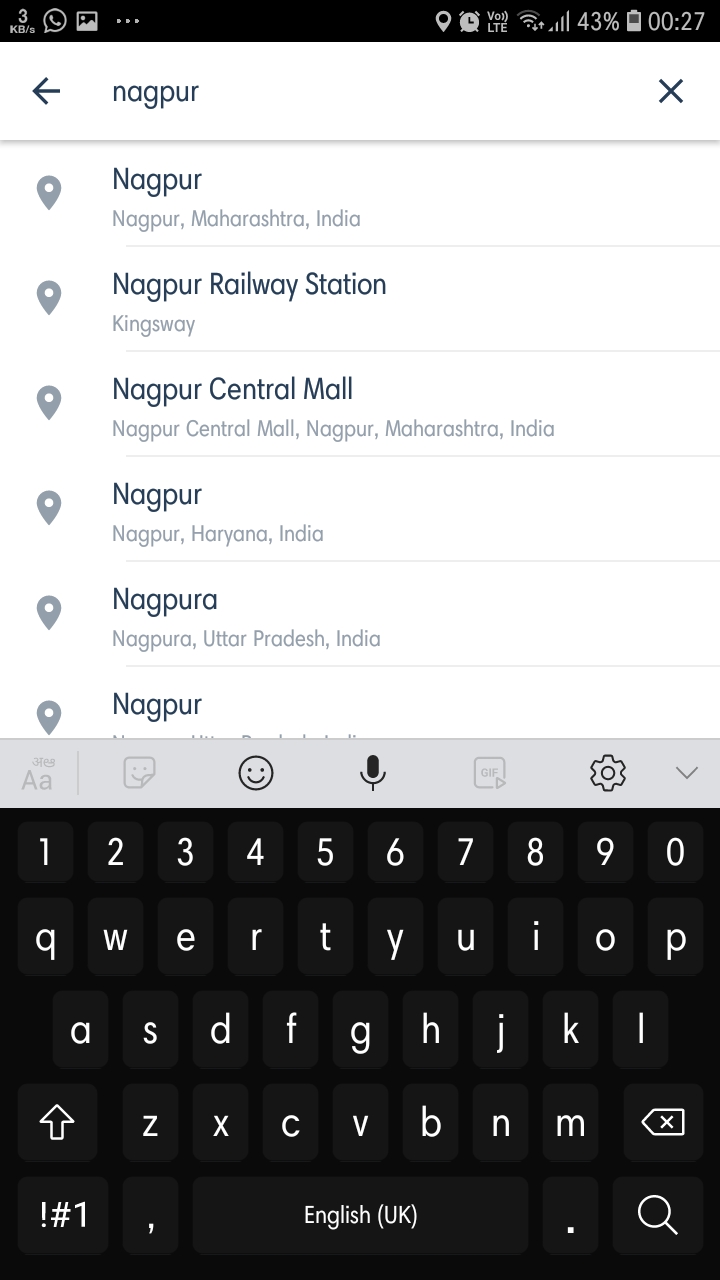 3
KB/s
Vo))
LTE
43%
00:27
nagpur
Nagpur
Nagpur, Maharashtra, India
Nagpur Railway Station
Kingsway
Nagpur Central Mall
Nagpur Central Mall, Nagpur, Maharashtra, India
Nagpur
Nagpur, Haryana, India
Nagpura
Nagpura, Uttar Pradesh, India
Nagpur
अआ
Aa
GIF
1 2 3 4 5 6 7 8 9 0
q w e r t y u i o p
a s d f g h j k l
z x c v b n m
!#1 , English (UK) .